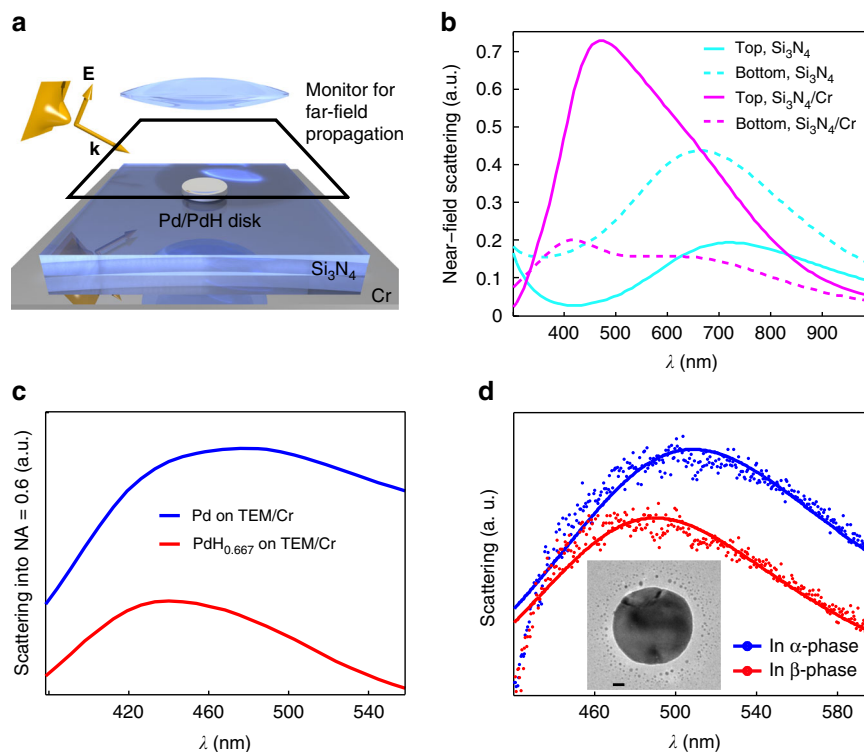 a
E
k
Monitor for
far-field
propagation
Pd/PdH disk
Si₃N₄
Cr
b
Near–field scattering (a.u.)
0.7
0.6
0.5
0.4
0.3
0.2
0.1
0
Top, Si₃N₄
Bottom, Si₃N₄
Top, Si₃N₄/Cr
Bottom, Si₃N₄/Cr
400 500 600 700 800 900
λ (nm)
c
Scattering into NA = 0.6 (a.u.)
Pd on TEM/Cr
PdH₀.₆₆₇ on TEM/Cr
420 460 500 540
λ (nm)
d
Scattering (a. u.)
In α-phase
In β-phase
460 500 540 580
λ (nm)